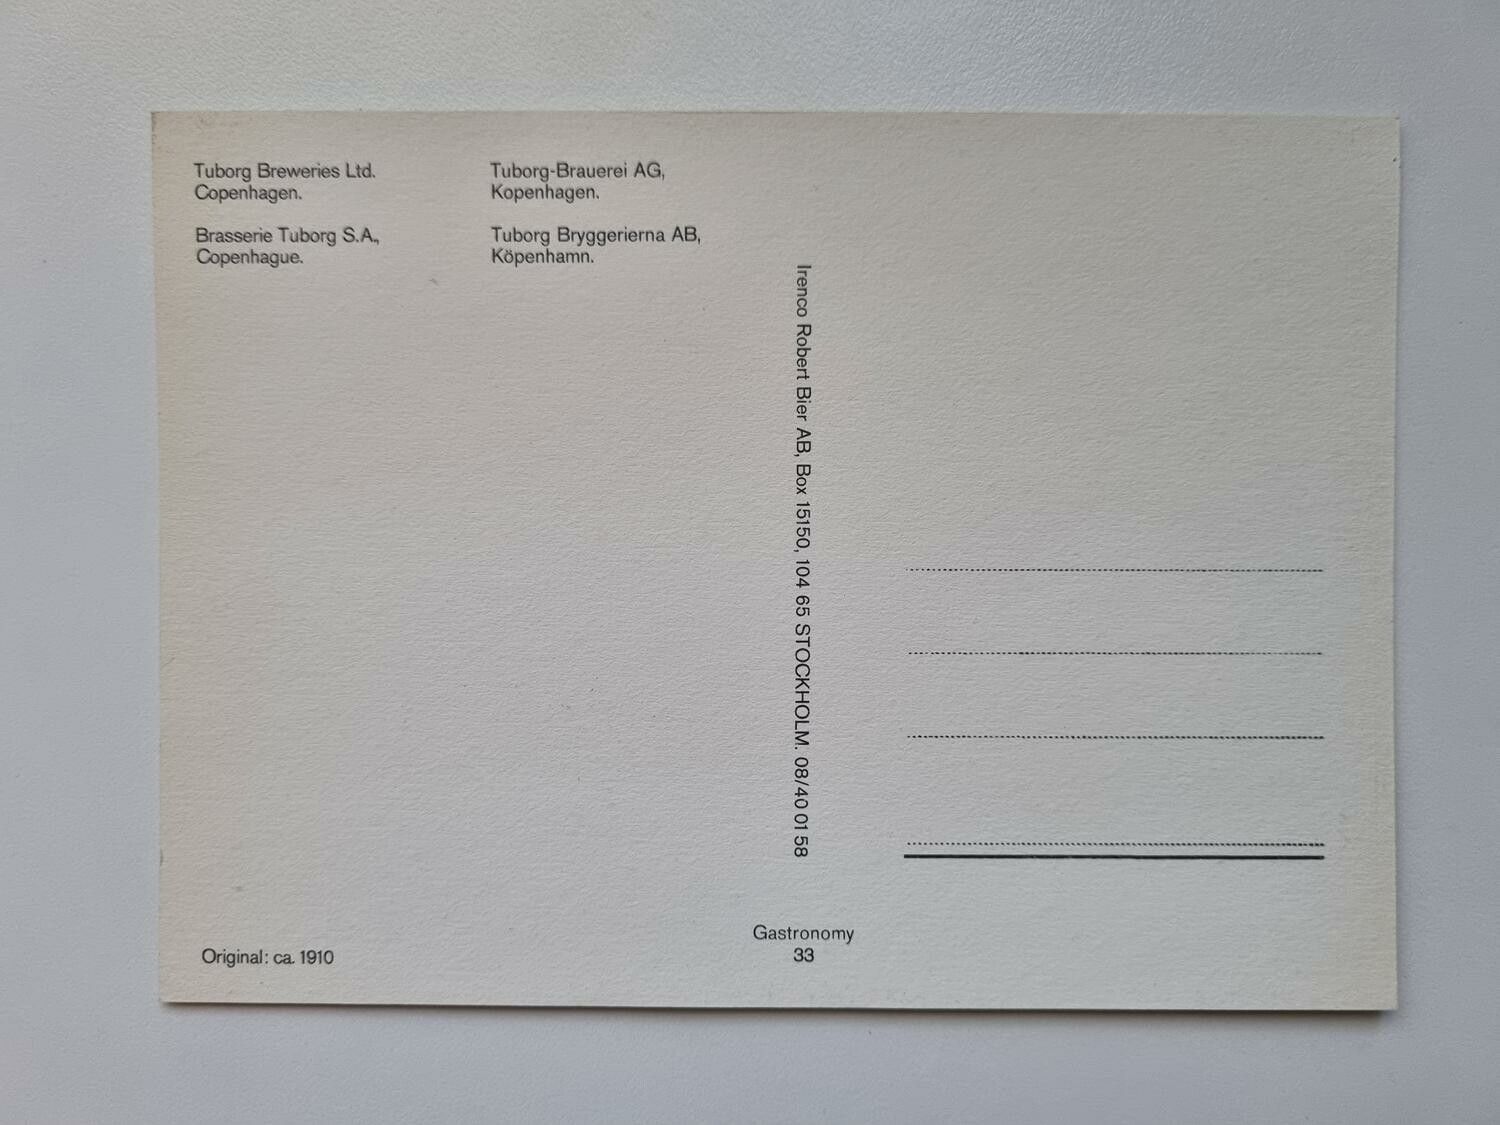 Tuborg Breweries Ltd.
Copenhagen.
Brasserie Tuborg S.A.,
Copenhague.
Tuborg-Brauerei AG,
Kopenhagen.
Tuborg Bryggerierna AB,
Köpenhamn.
Irenco Robert Bier AB, Box 15150, 104 65 STOCKHOLM. 08/40 01 58
Original: ca. 1910
Gastronomy
33